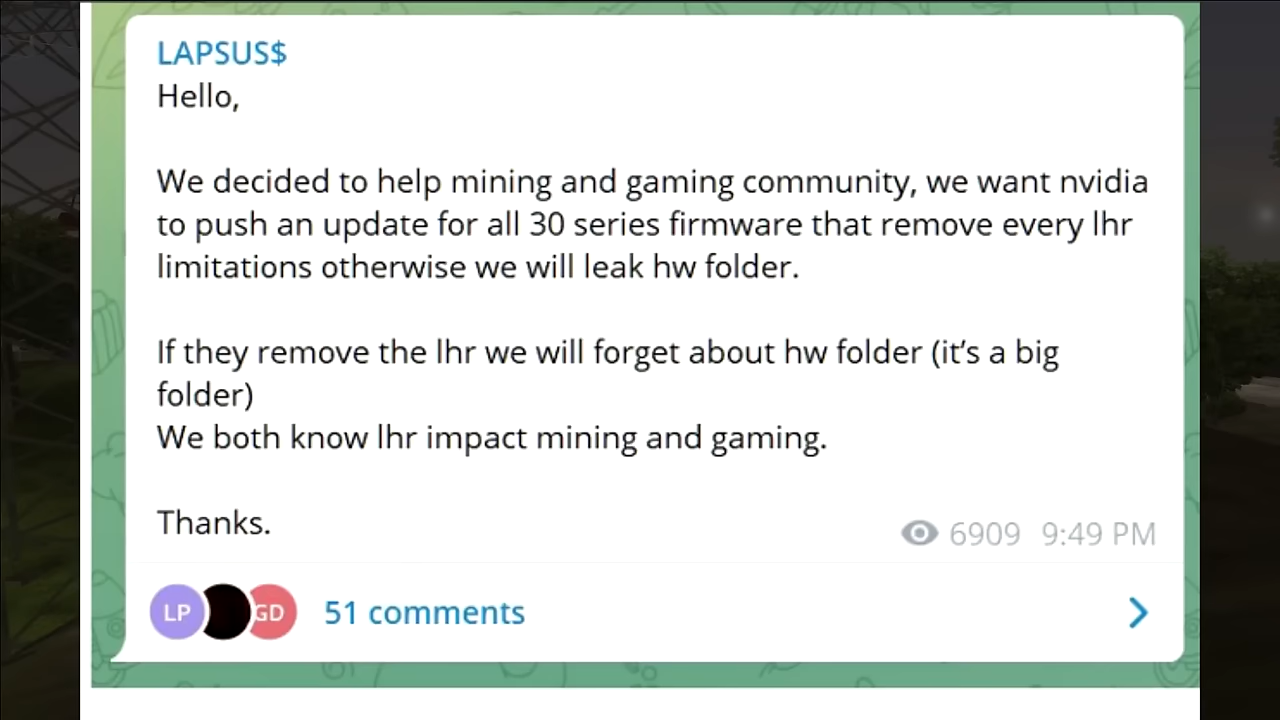 LAPSUS$
Hello,
We decided to help mining and gaming community, we want nvidia
to push an update for all 30 series firmware that remove every lhr
limitations otherwise we will leak hw folder.
If they remove the lhr we will forget about hw folder (it's a big
folder)
We both know lhr impact mining and gaming.
Thanks.
6909 9:49 PM
LP GD 51 comments